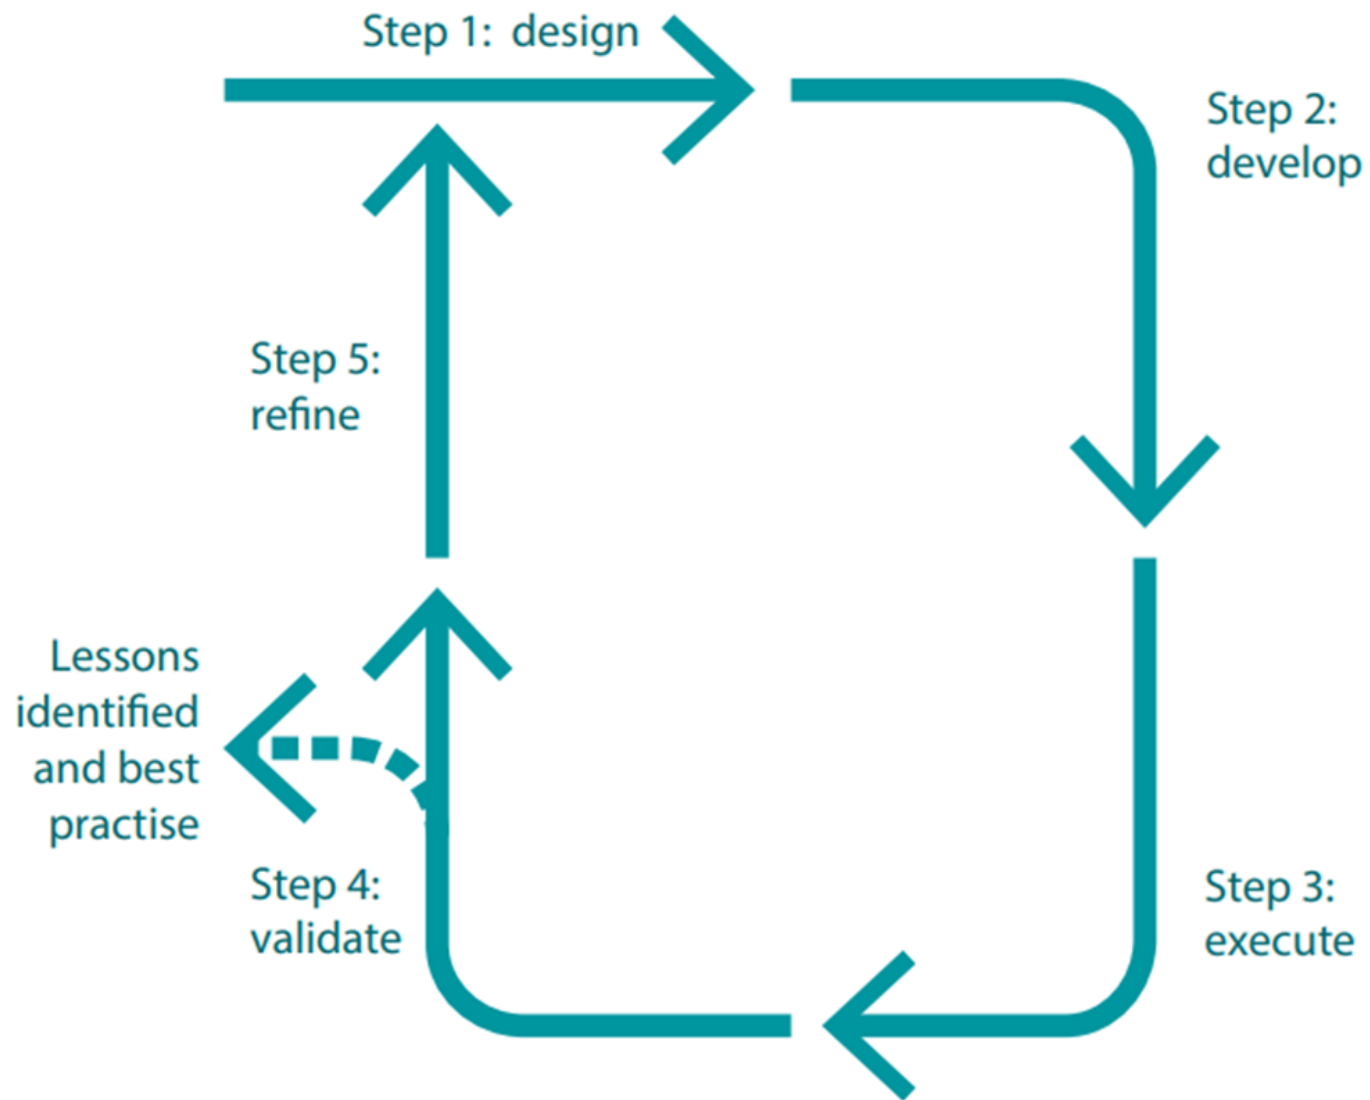 Step 1: design
Step 2:
develop
Step 5:
refine
Lessons
identified
and best
practise
Step 4:
validate
Step 3:
execute